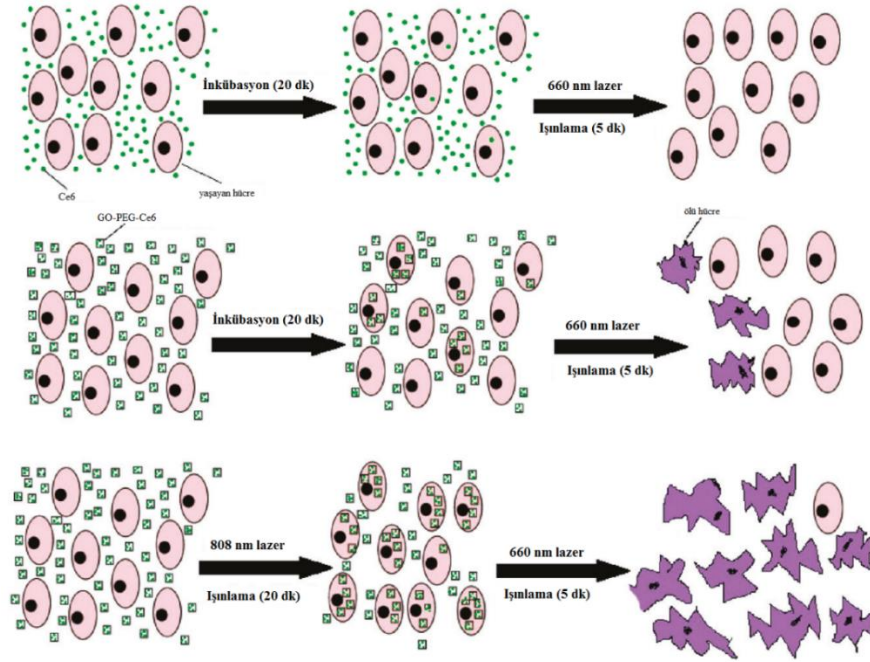 İnkübasyon (20 dk)
660 nm lazer
Işınlama (5 dk)
Ce6
yaşayan hücre
GO-PEG-Ce6
ölü hücre
İnkübasyon (20 dk)
660 nm lazer
Işınlama (5 dk)
808 nm lazer
Işınlama (20 dk)
660 nm lazer
Işınlama (5 dk)